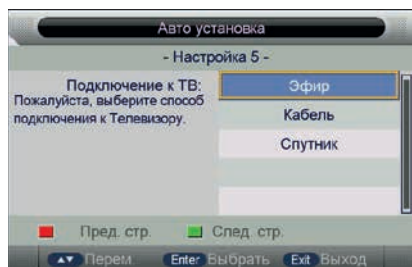 Авто установка
- Настройка 5 -
Подключение к ТВ:
Пожалуйста, выберите способ
подключения к Телевизору.
Эфир
Кабель
Спутник
Пред. стр. След. стр.
Перем. Enter Выбрать Exit Выход